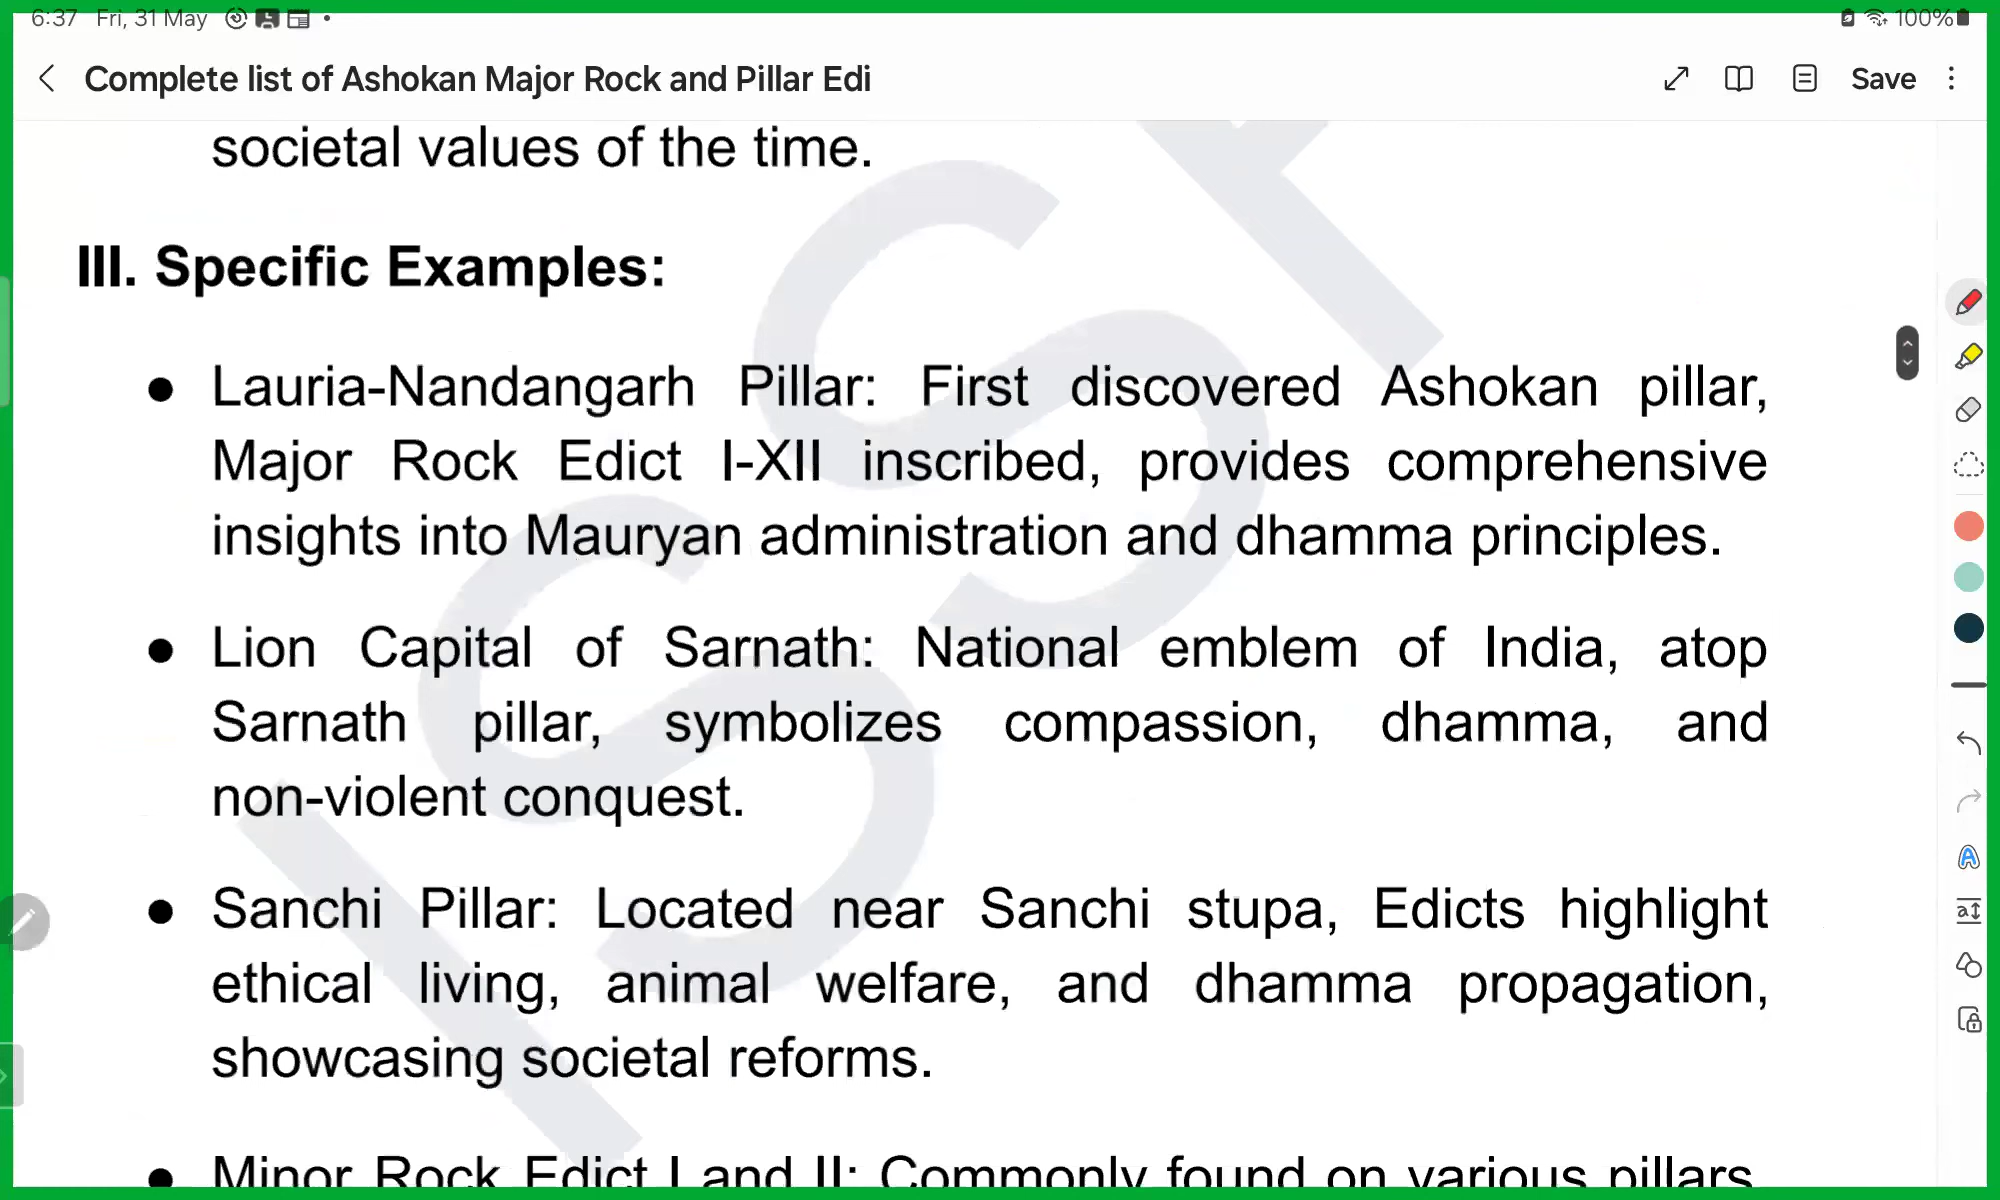 6:37 Fri, 31 May
100%
Complete list of Ashokan Major Rock and Pillar Edi
Save
societal values of the time.
III. Specific Examples:
● Lauria-Nandangarh Pillar: First discovered Ashokan pillar,
Major Rock Edict I-XII inscribed, provides comprehensive
insights into Mauryan administration and dhamma principles.
● Lion Capital of Sarnath: National emblem of India, atop
Sarnath pillar, symbolizes compassion, dhamma, and
non-violent conquest.
● Sanchi Pillar: Located near Sanchi stupa, Edicts highlight
ethical living, animal welfare, and dhamma propagation,
showcasing societal reforms.
● Minor Rock Edict I and II: Commonly found on various pillars